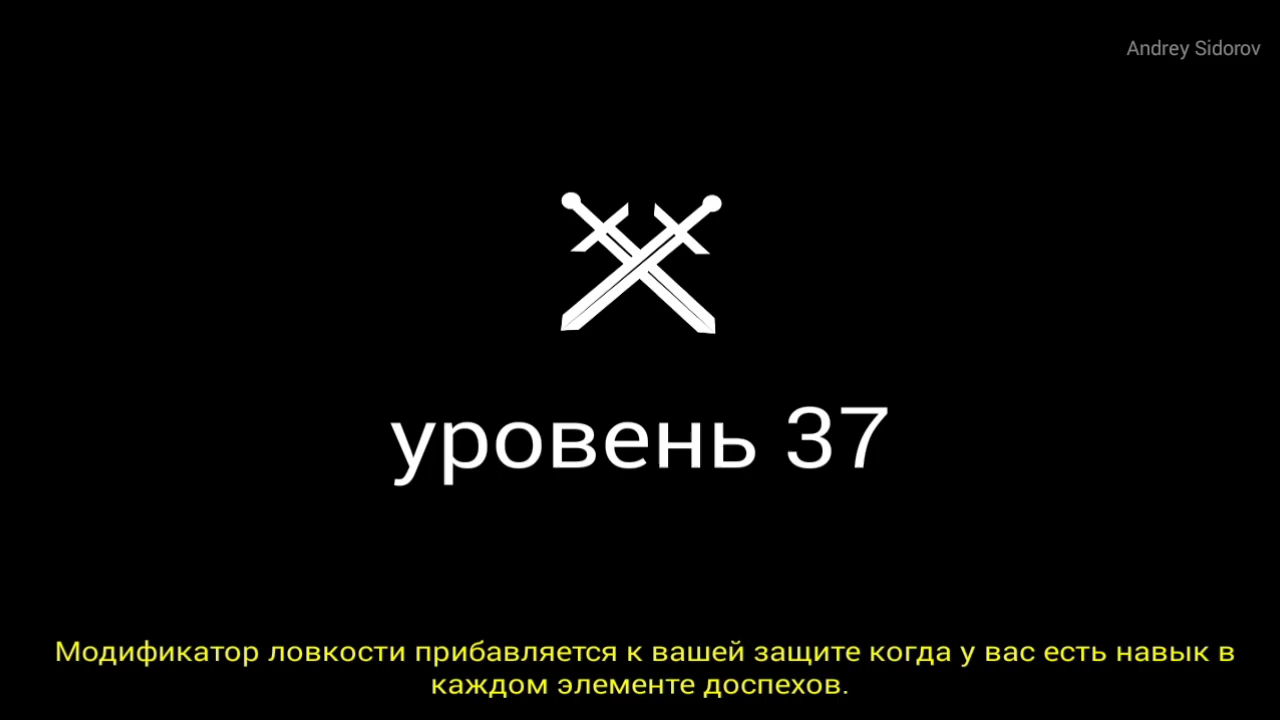 Andrey Sidorov
уровень 37
Модификатор ловкости прибавляется к вашей защите когда у вас есть навык в
каждом элементе доспехов.